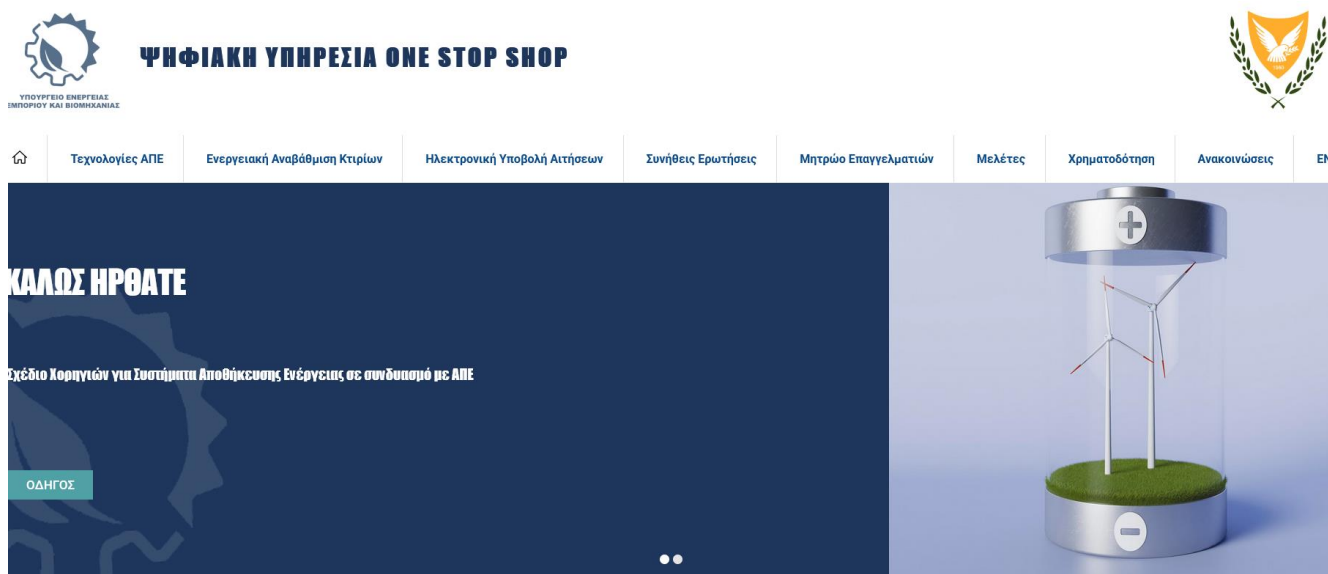 ΨΗΦΙΑΚΗ ΥΠΗΡΕΣΙΑ ONE STOP SHOP
ΥΠΟΥΡΓΕΙΟ ΕΝΕΡΓΕΙΑΣ
ΕΜΠΟΡΙΟΥ ΚΑΙ ΒΙΟΜΗΧΑΝΙΑΣ
1960
Τεχνολογίες ΑΠΕ
Ενεργειακή Αναβάθμιση Κτιρίων
Ηλεκτρονική Υποβολή Αιτήσεων
Συνήθεις Ερωτήσεις
Μητρώο Επαγγελματιών
Μελέτες
Χρηματοδότηση
Ανακοινώσεις
EN
ΚΑΛΩΣ ΗΡΘΑΤΕ
Σχέδιο Χορηγιών για Συστήματα Αποθήκευσης Ενέργειας σε συνδυασμό με ΑΠΕ
ΟΔΗΓΟΣ